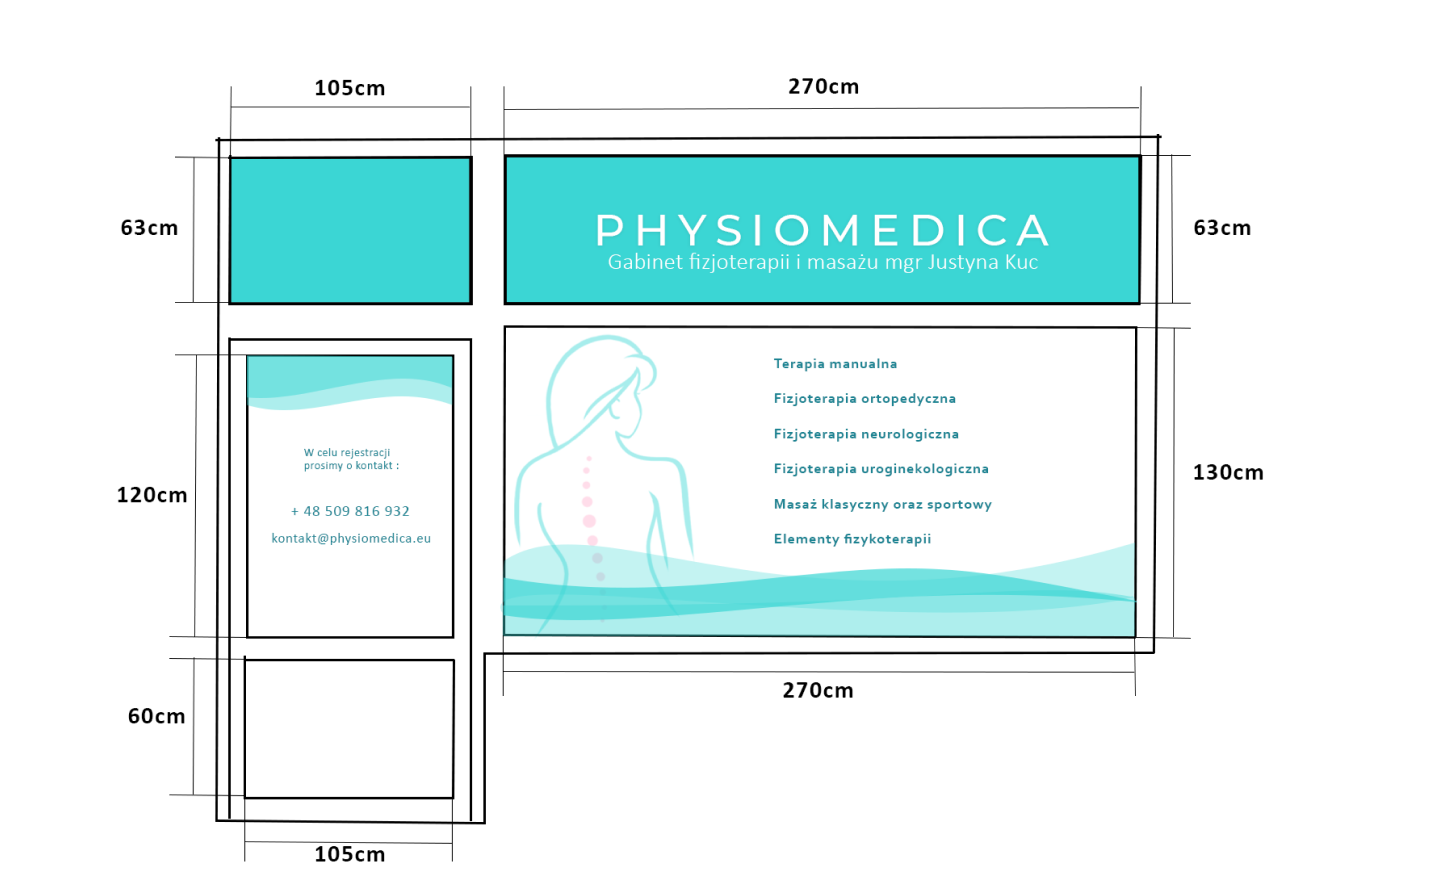 105cm
270cm
63cm
PHYSIOMEDICA
Gabinet fizjoterapii i masażu mgr Justyna Kuc
63cm
120cm
W celu rejestracji
prosimy o kontakt :
+ 48 509 816 932
kontakt@physiomedica.eu
Terapia manualna
Fizjoterapia ortopedyczna
Fizjoterapia neurologiczna
Fizjoterapia uroginekologiczna
Masaż klasyczny oraz sportowy
Elementy fizykoterapii
130cm
270cm
60cm
105cm